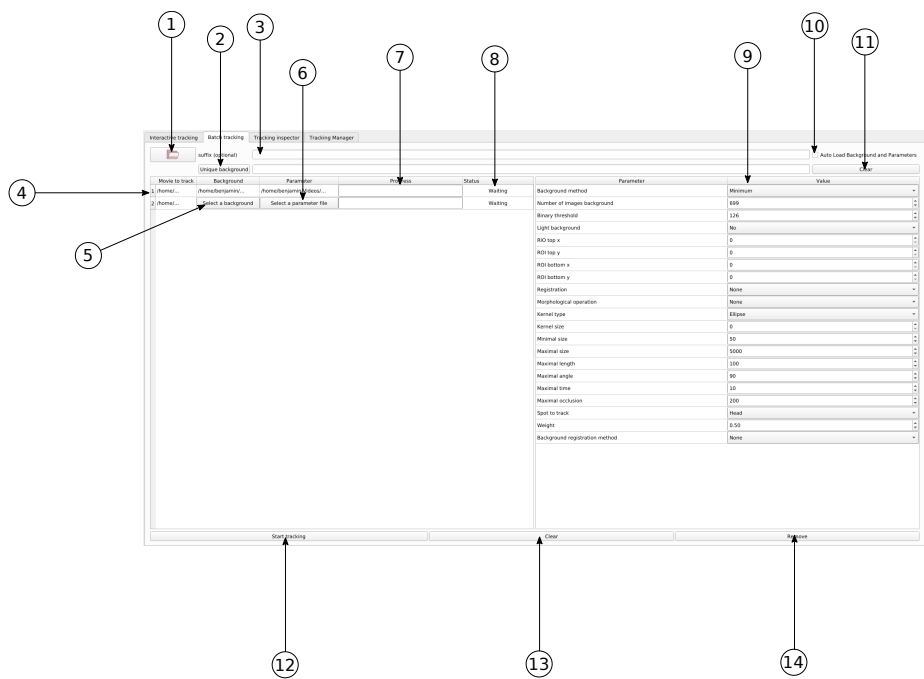 1
2
3
10
11
6
7
8
9
Interactive tracking Batch tracking Tracking inspector Tracking Manager
suffix (optional) Auto Load Background and Parameters
Unique background Clear
Movie to track Background Parameter Progress Status Parameter Value
4
1 /home/... /home/benjamin/... /home/benjamin/Videos/... Waiting Background method Minimum
2 /home/... Select a background Select a parameter file Waiting Number of images background 699
Binary threshold 126
Light background No
5
RIO top x 0
ROI top y 0
ROI bottom x 0
ROI bottom y 0
Registration None
Morphological operation None
Kernel type Ellipse
Kernel size 0
Minimal size 50
Maximal size 5000
Maximal length 100
Maximal angle 90
Maximal time 10
Maximal occlusion 200
Spot to track Head
Weight 0.50
Background registration method None
Start tracking Clear Remove
12
13
14